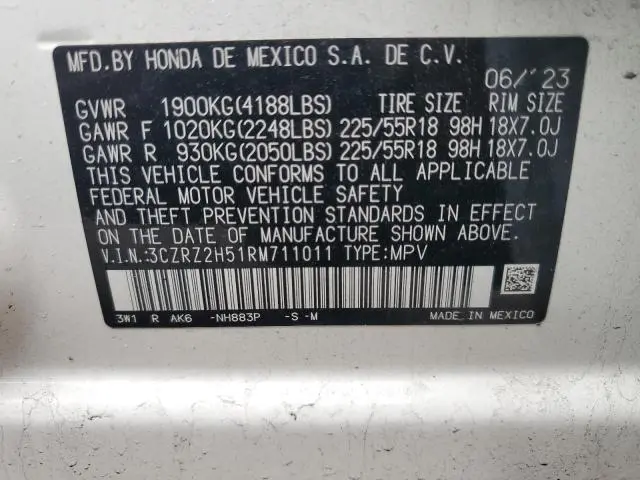 MFD.BY HONDA DE MEXICO S.A. DE C.V.
06/'23
GVWR 1900KG(4188LBS) TIRE SIZE RIM SIZE
GAWR F 1020KG(2248LBS) 225/55R18 98H 18X7.0J
GAWR R 930KG(2050LBS) 225/55R18 98H 18X7.0J
THIS VEHICLE CONFORMS TO ALL APPLICABLE
FEDERAL MOTOR VEHICLE SAFETY
AND THEFT PREVENTION STANDARDS IN EFFECT
ON THE DATE OF MANUFACTURE SHOWN ABOVE.
V.I.N.:3CZRZ2H51RM711011 TYPE:MPV
3W1 R AK6 -NH883P -S -M MADE IN MEXICO